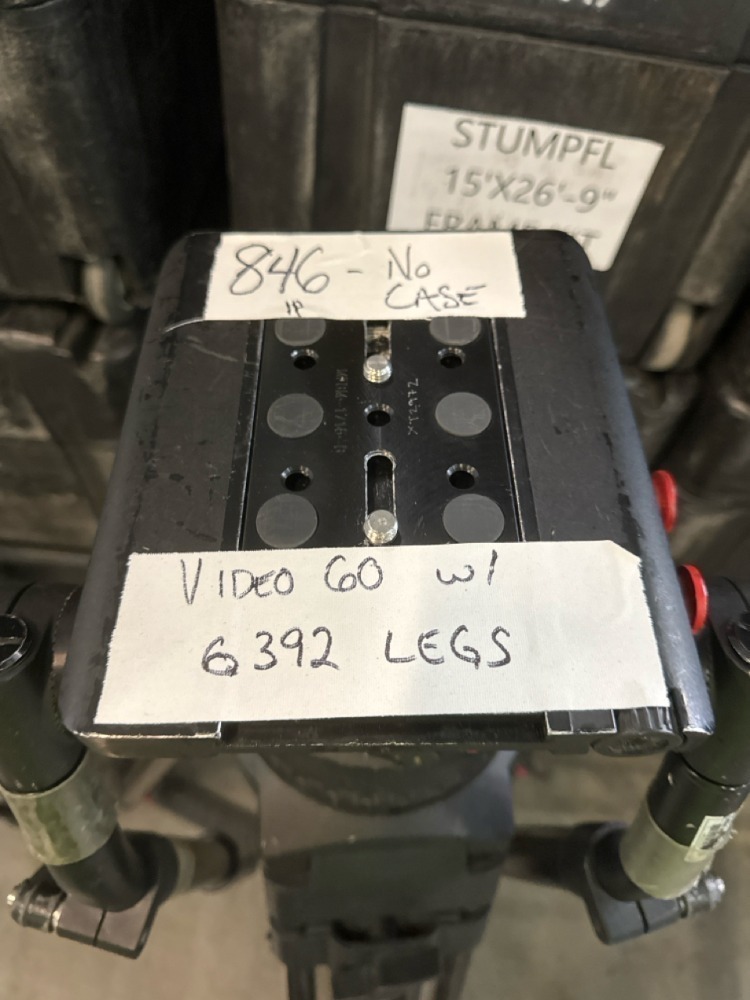 STUMPFL
15'X26'-9"
846 - No
CASE
VIDEO 60 w/
6392 LEGS